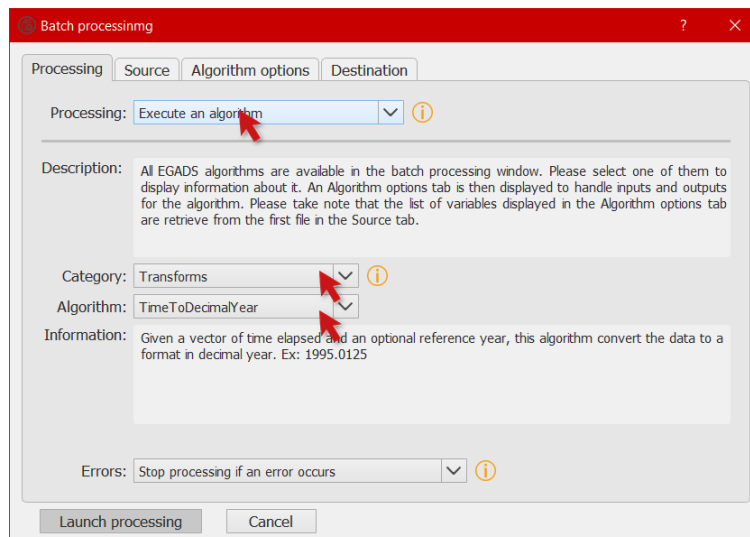 Batch processinmg ?
Processing Source Algorithm options Destination
Processing: Execute an algorithm
Description: All EGADS algorithms are available in the batch processing window. Please select one of them to
display information about it. An Algorithm options tab is then displayed to handle inputs and outputs
for the algorithm. Please take note that the list of variables displayed in the Algorithm options tab
are retrieve from the first file in the Source tab.
Category: Transforms
Algorithm: TimeToDecimalYear
Information: Given a vector of time elapsed and an optional reference year, this algorithm convert the data to a
format in decimal year. Ex: 1995.0125
Errors: Stop processing if an error occurs
Launch processing Cancel